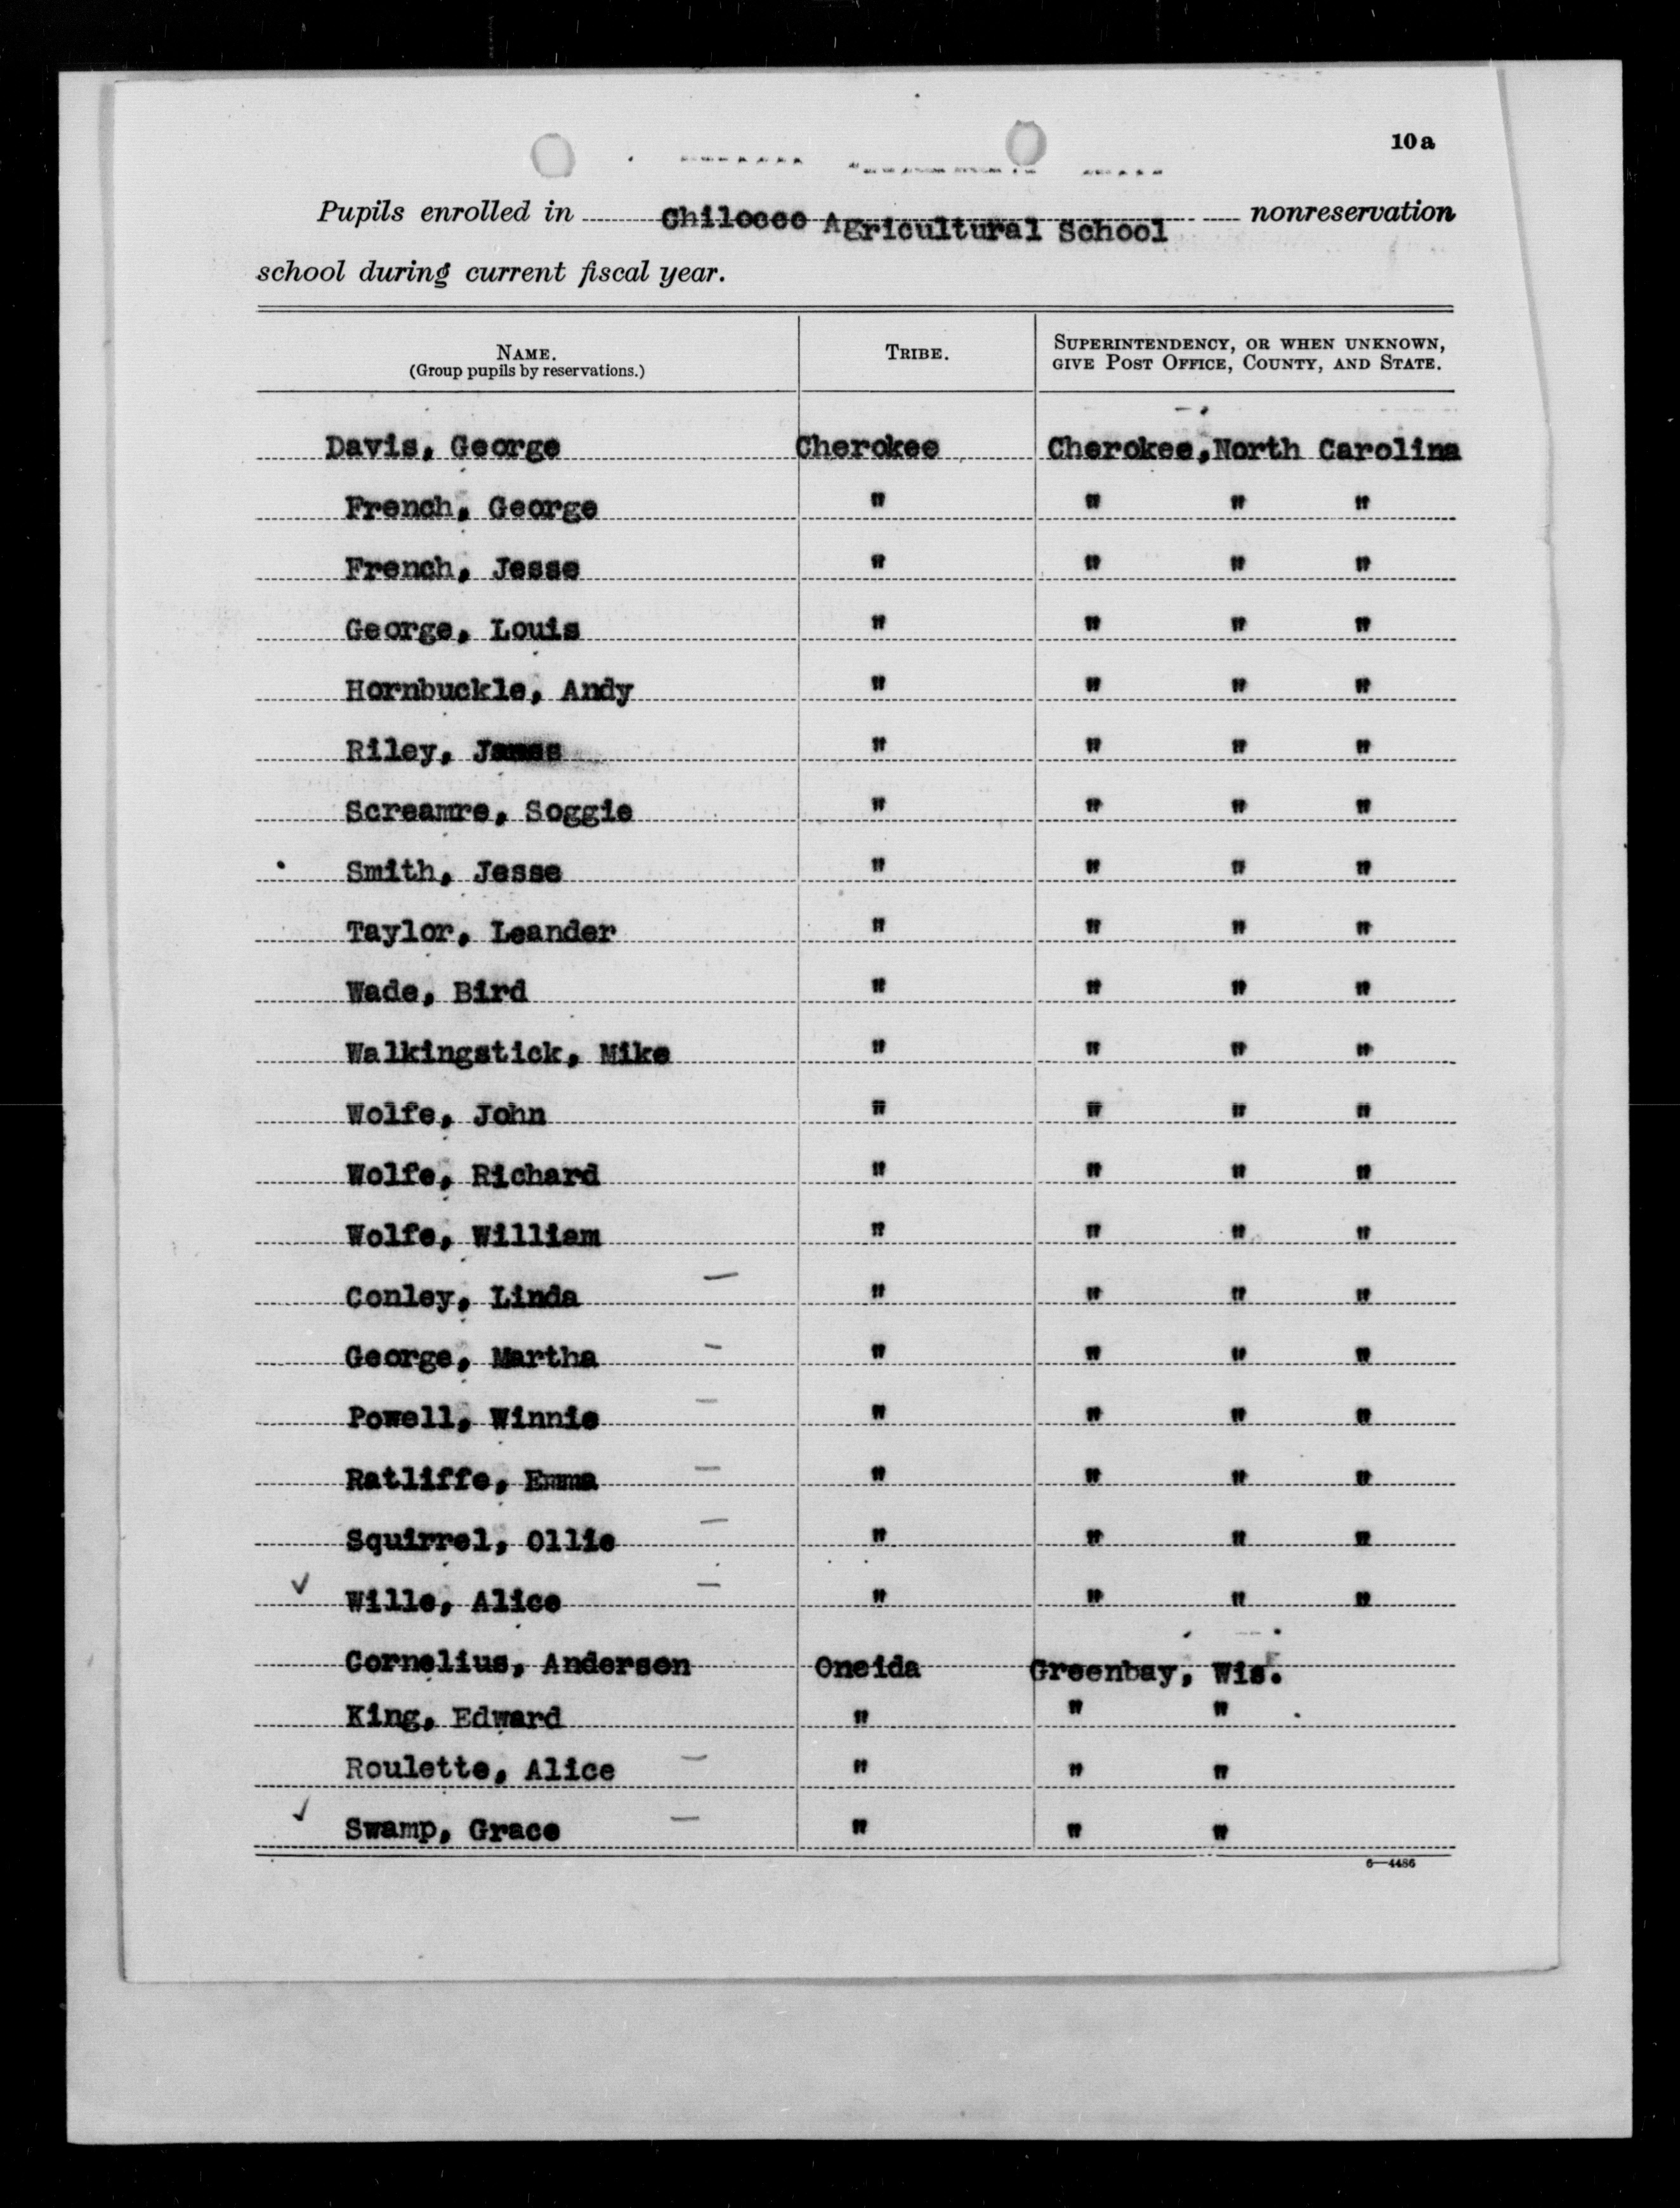 10a
Pupils enrolled in Chilocco Agricultural School nonreservation
school during current fiscal year.
NAME. TRIBE. SUPERINTENDENCY, OR WHEN UNKNOWN,
(Group pupils by reservations.) GIVE POST OFFICE, COUNTY, AND STATE.
Davis, George Cherokee Cherokee, North Carolina
French, George " " " "
French, Jesse " " " "
George, Louis " " " "
Hornbuckle, Andy " " " "
Riley, James " " " "
Screamre, Soggie " " " "
Smith, Jesse " " " "
Taylor, Leander " " " "
Wade, Bird " " " "
Walkingstick, Mike " " " "
Wolfe, John " " " "
Wolfe, Richard " " " "
Wolfe, William " " " "
Conley, Linda " " " "
George, Martha " " " "
Powell, Winnie " " " "
Ratliffe, Emma " " " "
Squirrel, Ollie " " " "
✓ Wille, Alice " " " "
Cornelius, Anderson Oneida Greenbay, Wis.
King, Edward " " "
Roulette, Alice " " "
✓ Swamp, Grace " " "
6—4486